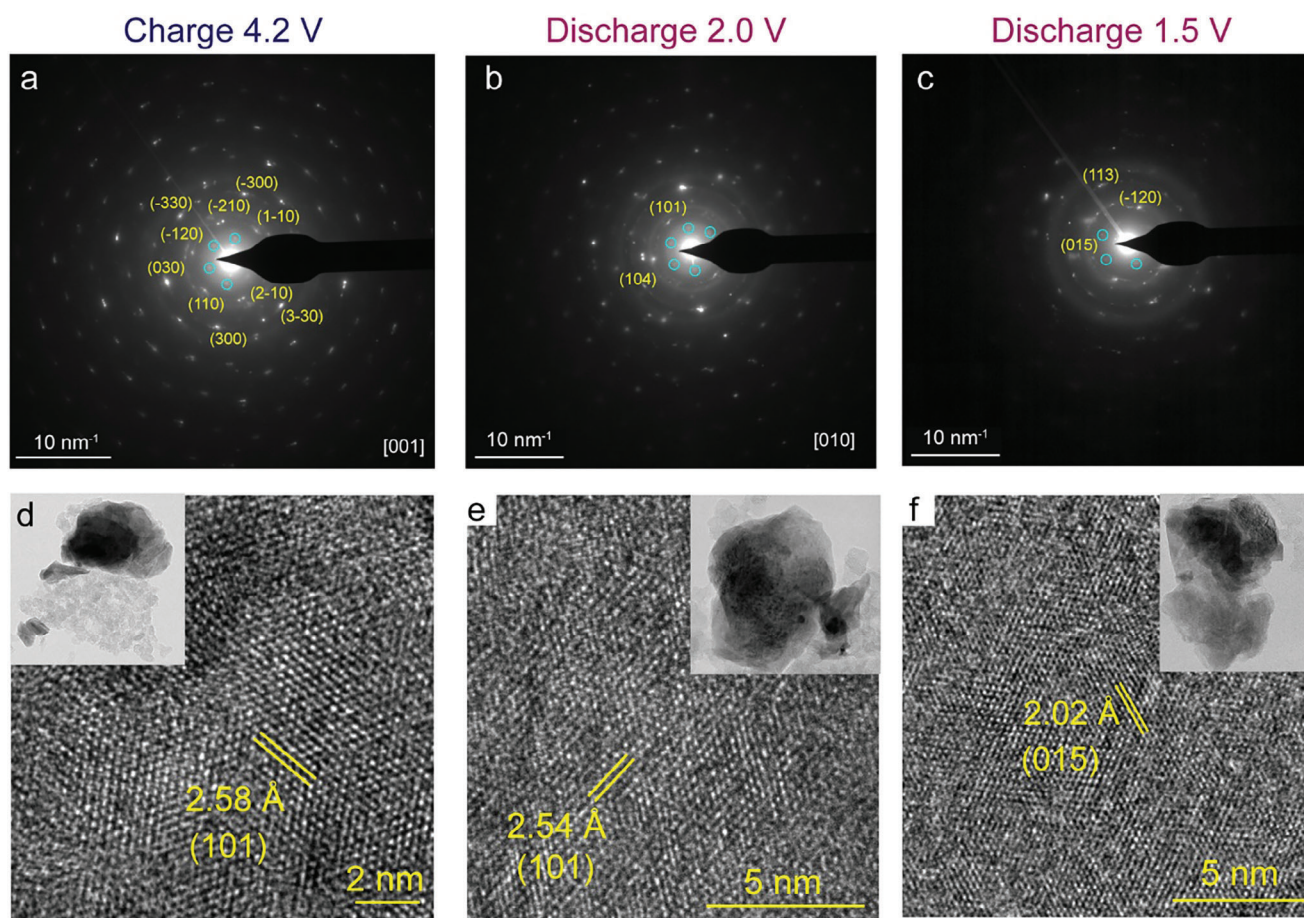 Charge 4.2 V
Discharge 2.0 V
Discharge 1.5 V
a
(-300)
(-330)
(-210)
(1-10)
(-120)
(030)
(110)
(2-10)
(3-30)
(300)
10 nm⁻¹
[001]
b
(101)
(104)
10 nm⁻¹
[010]
c
(113)
(-120)
(015)
10 nm⁻¹
d
2.58 Å
(101)
2 nm
e
2.54 Å
(101)
5 nm
f
2.02 Å
(015)
5 nm